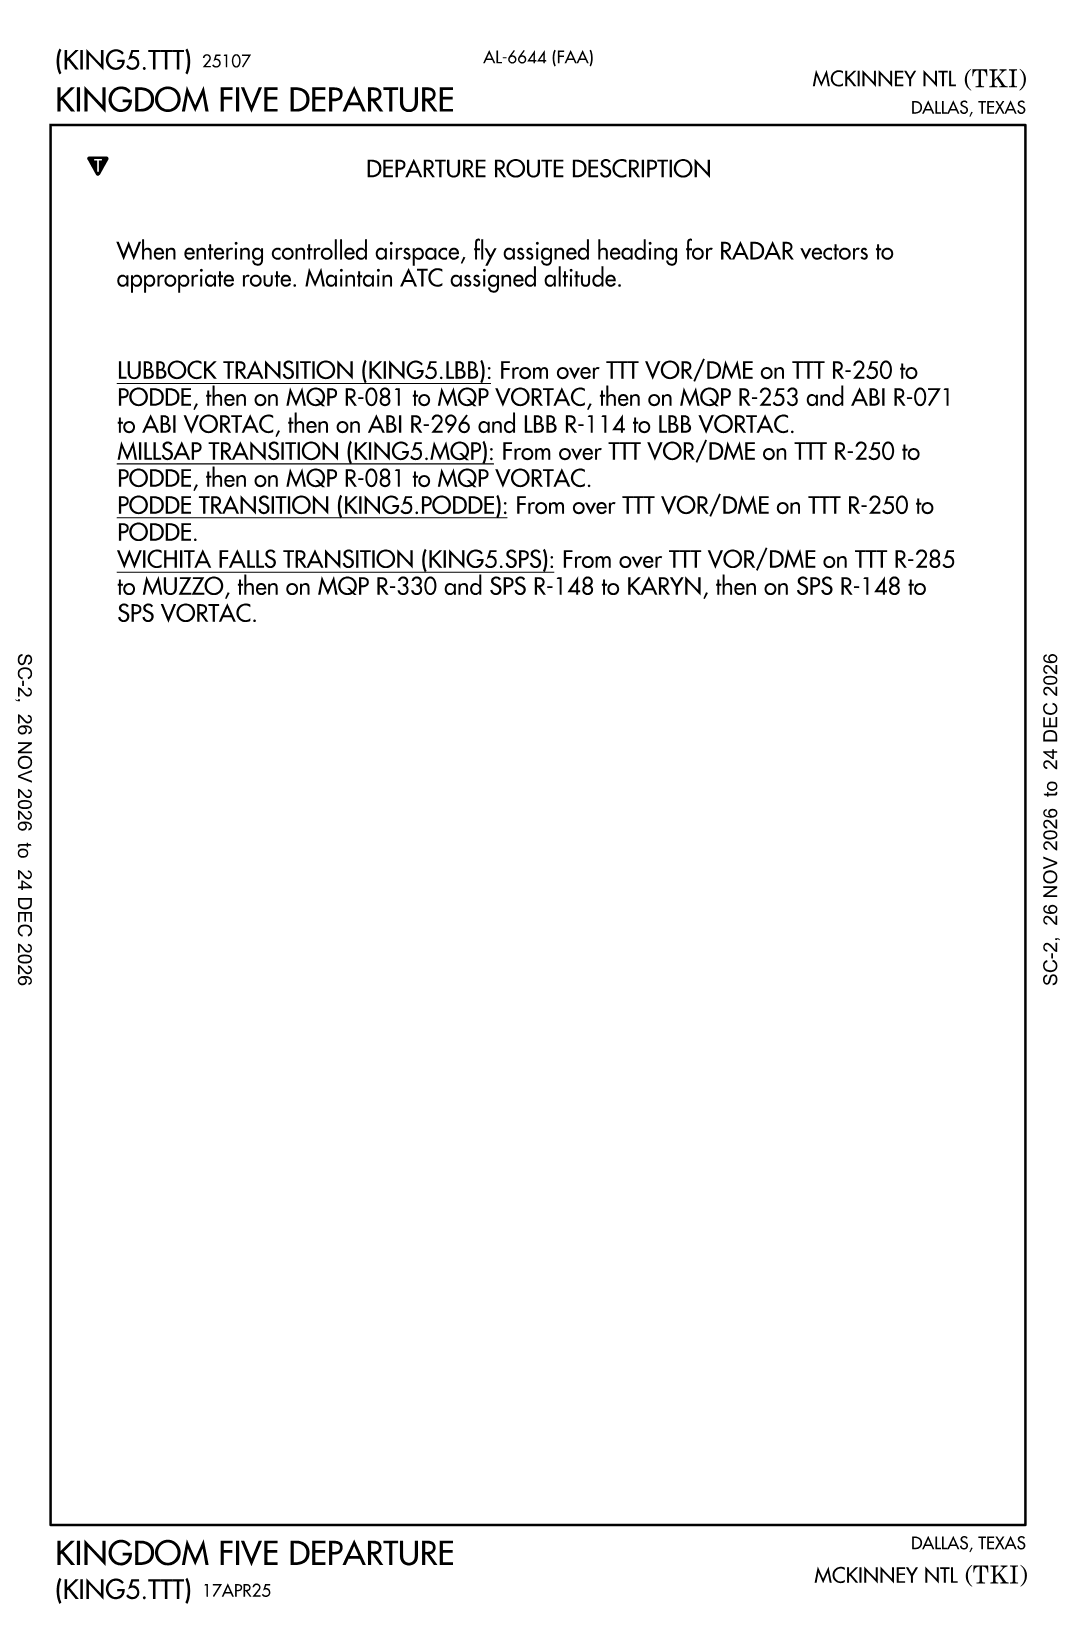 (KING5.TTT) 25107
AL-6644 (FAA)
KINGDOM FIVE DEPARTURE
MCKINNEY NTL (TKI)
DALLAS, TEXAS
T
DEPARTURE ROUTE DESCRIPTION
When entering controlled airspace, fly assigned heading for RADAR vectors to
appropriate route. Maintain ATC assigned altitude.
LUBBOCK TRANSITION (KING5.LBB): From over TTT VOR/DME on TTT R-250 to
PODDE, then on MQP R-081 to MQP VORTAC, then on MQP R-253 and ABI R-071
to ABI VORTAC, then on ABI R-296 and LBB R-114 to LBB VORTAC.
MILLSAP TRANSITION (KING5.MQP): From over TTT VOR/DME on TTT R-250 to
PODDE, then on MQP R-081 to MQP VORTAC.
PODDE TRANSITION (KING5.PODDE): From over TTT VOR/DME on TTT R-250 to
PODDE.
WICHITA FALLS TRANSITION (KING5.SPS): From over TTT VOR/DME on TTT R-285
to MUZZO, then on MQP R-330 and SPS R-148 to KARYN, then on SPS R-148 to
SPS VORTAC.
SC-2, 26 NOV 2026 to 24 DEC 2026
SC-2, 26 NOV 2026 to 24 DEC 2026
KINGDOM FIVE DEPARTURE
(KING5.TTT) 17APR25
DALLAS, TEXAS
MCKINNEY NTL (TKI)